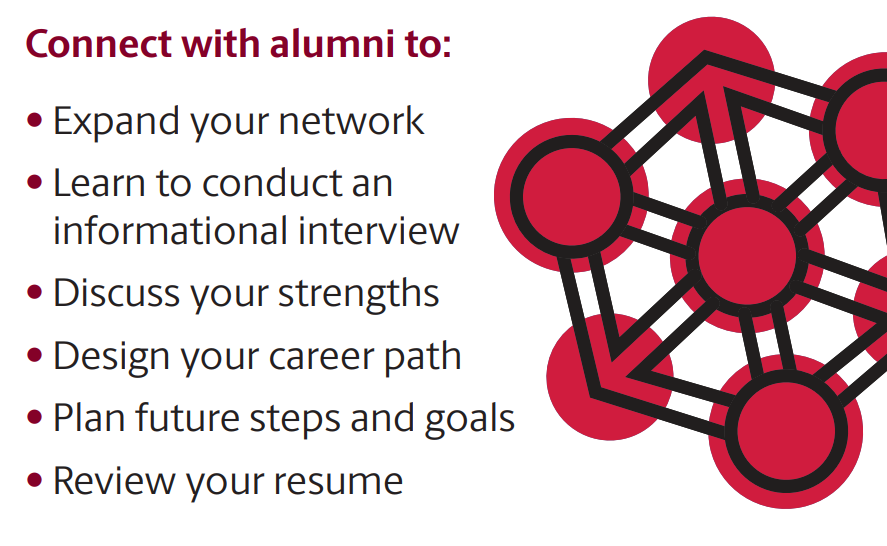 Connect with alumni to:
• Expand your network
• Learn to conduct an
informational interview
• Discuss your strengths
• Design your career path
• Plan future steps and goals
• Review your resume